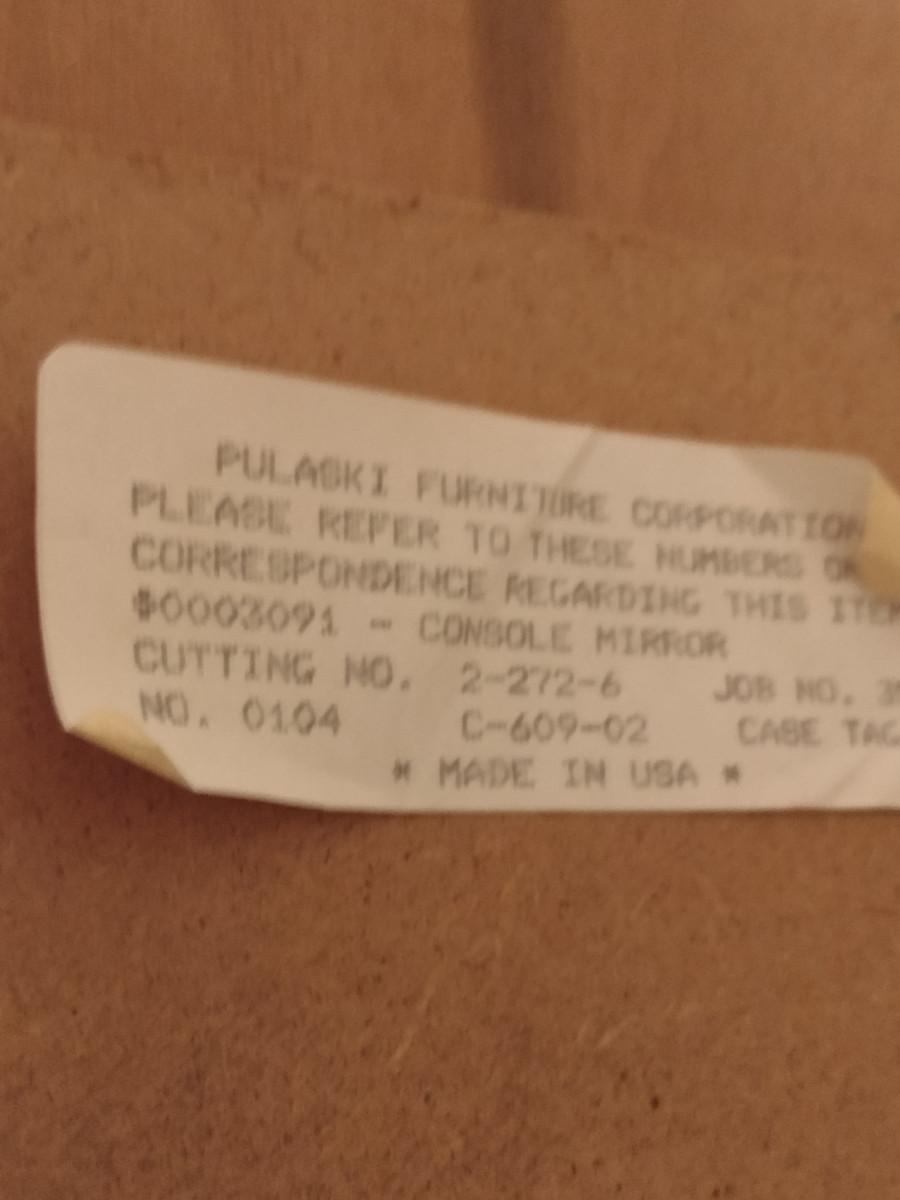 PULASKI FURNITURE CORPORATION
PLEASE REFER TO THESE NUMBERS
CORRESPONDENCE REGARDING THIS
$0003091 - CONSOLE MIRROR
CUTTING NO. 2-272-6 JOB NO.
NO. 0104 C-609-02 CASE TAG
* MADE IN USA *